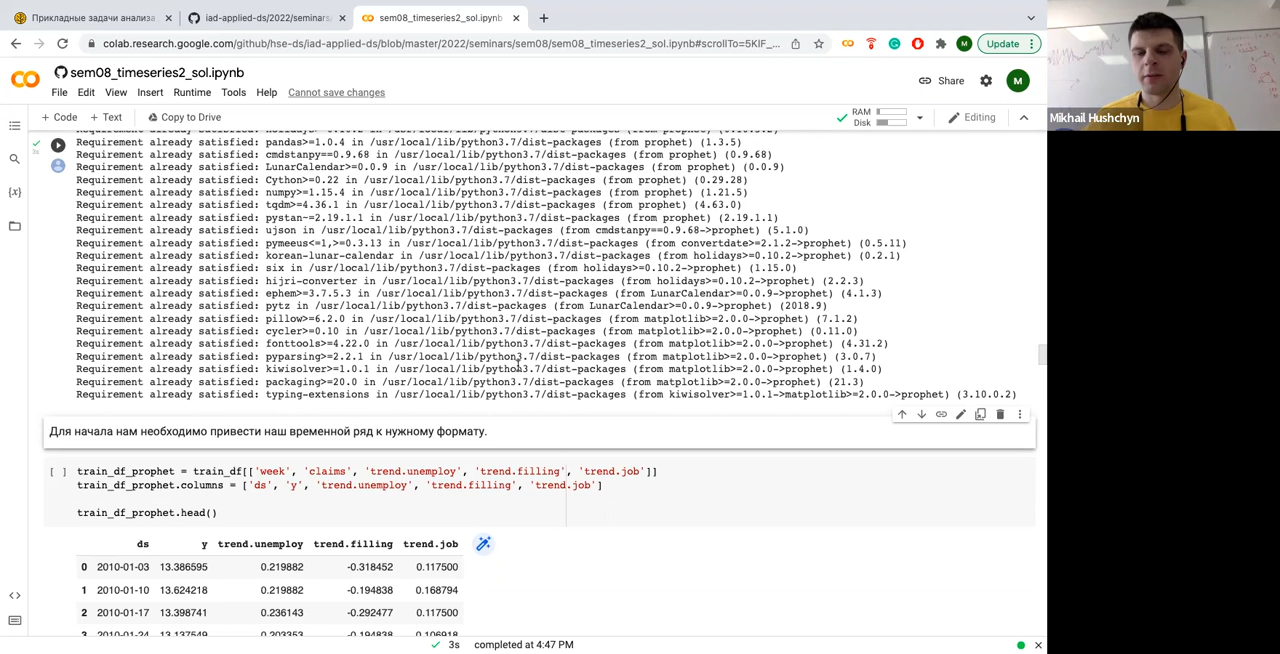 Прикладные задачи анализа
iad-applied-ds/2022/seminars
sem08_timeseries2_sol.ipynb
colab.research.google.com/github/hse-ds/iad-applied-ds/blob/master/2022/seminars/sem08/sem08_timeseries2_sol.ipynb#scrollTo=5KIF_...
M
Update
sem08_timeseries2_sol.ipynb
Share
M
File Edit View Insert Runtime Tools Help Cannot save changes
+ Code + Text Copy to Drive
RAM
Disk
Editing
Requirement already satisfied: pandas>=1.0.4 in /usr/local/lib/python3.7/dist-packages (from prophet) (1.3.5)
Requirement already satisfied: cmdstanpy==0.9.68 in /usr/local/lib/python3.7/dist-packages (from prophet) (0.9.68)
Requirement already satisfied: LunarCalendar>=0.0.9 in /usr/local/lib/python3.7/dist-packages (from prophet) (0.0.9)
Requirement already satisfied: Cython>=0.22 in /usr/local/lib/python3.7/dist-packages (from prophet) (0.29.28)
Requirement already satisfied: numpy>=1.15.4 in /usr/local/lib/python3.7/dist-packages (from prophet) (1.21.5)
Requirement already satisfied: tqdm>=4.36.1 in /usr/local/lib/python3.7/dist-packages (from prophet) (4.63.0)
Requirement already satisfied: pystan~=2.19.1.1 in /usr/local/lib/python3.7/dist-packages (from prophet) (2.19.1.1)
Requirement already satisfied: ujson in /usr/local/lib/python3.7/dist-packages (from cmdstanpy==0.9.68->prophet) (5.1.0)
Requirement already satisfied: pymeeus<=1,>=0.3.13 in /usr/local/lib/python3.7/dist-packages (from convertdate>=2.1.2->prophet) (0.5.11)
Requirement already satisfied: korean-lunar-calendar in /usr/local/lib/python3.7/dist-packages (from holidays>=0.10.2->prophet) (0.2.1)
Requirement already satisfied: six in /usr/local/lib/python3.7/dist-packages (from holidays>=0.10.2->prophet) (1.15.0)
Requirement already satisfied: hijri-converter in /usr/local/lib/python3.7/dist-packages (from holidays>=0.10.2->prophet) (2.2.3)
Requirement already satisfied: ephem>=3.7.5.3 in /usr/local/lib/python3.7/dist-packages (from LunarCalendar>=0.0.9->prophet) (4.1.3)
Requirement already satisfied: pytz in /usr/local/lib/python3.7/dist-packages (from LunarCalendar>=0.0.9->prophet) (2018.9)
Requirement already satisfied: pillow>=6.2.0 in /usr/local/lib/python3.7/dist-packages (from matplotlib>=2.0.0->prophet) (7.1.2)
Requirement already satisfied: cycler>=0.10 in /usr/local/lib/python3.7/dist-packages (from matplotlib>=2.0.0->prophet) (0.11.0)
Requirement already satisfied: fonttools>=4.22.0 in /usr/local/lib/python3.7/dist-packages (from matplotlib>=2.0.0->prophet) (4.31.2)
Requirement already satisfied: pyparsing>=2.2.1 in /usr/local/lib/python3.7/dist-packages (from matplotlib>=2.0.0->prophet) (3.0.7)
Requirement already satisfied: kiwisolver>=1.0.1 in /usr/local/lib/python3.7/dist-packages (from matplotlib>=2.0.0->prophet) (1.4.0)
Requirement already satisfied: packaging>=20.0 in /usr/local/lib/python3.7/dist-packages (from matplotlib>=2.0.0->prophet) (21.3)
Requirement already satisfied: typing-extensions in /usr/local/lib/python3.7/dist-packages (from kiwisolver>=1.0.1->matplotlib>=2.0.0->prophet) (3.10.0.2)
Для начала нам необходимо привести наш временной ряд к нужному формату.
[ ] train_df_prophet = train_df[['week', 'claims', 'trend.unemploy', 'trend.filling', 'trend.job']]
train_df_prophet.columns = ['ds', 'y', 'trend.unemploy', 'trend.filling', 'trend.job']
train_df_prophet.head()
ds y trend.unemploy trend.filling trend.job
0 2010-01-03 13.386595 0.219882 -0.318452 0.117500
1 2010-01-10 13.624218 0.219882 -0.194838 0.168794
2 2010-01-17 13.398741 0.236143 -0.292477 0.117500
3 2010-01-24 13.137549 0.203353 -0.194838 0.106918
3s completed at 4:47 PM
Mikhail Hushchyn